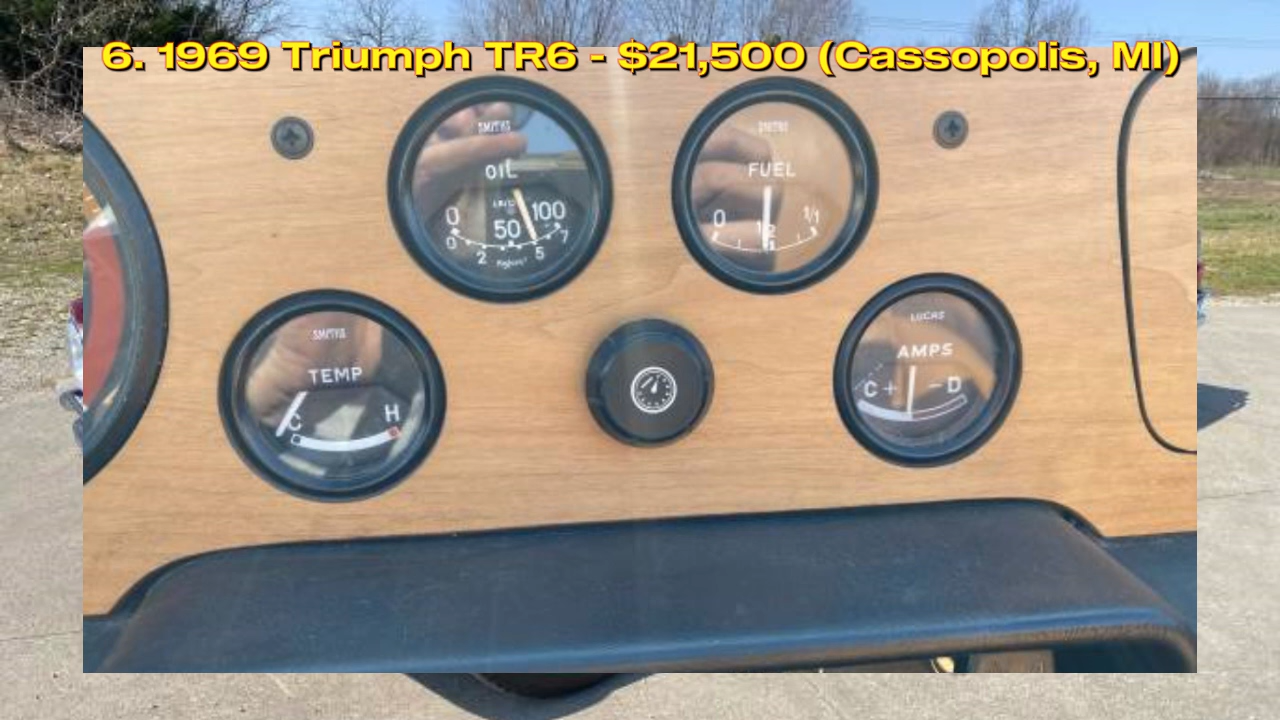 6. 1969 Triumph TR6 - $21,500 (Cassopolis, MI)
SMITHS
OIL
0 50 100
0 2 5 7
SMITHS
FUEL
0 1/2 1/1
SMITHS
TEMP
C H
LUCAS
AMPS
C + - D